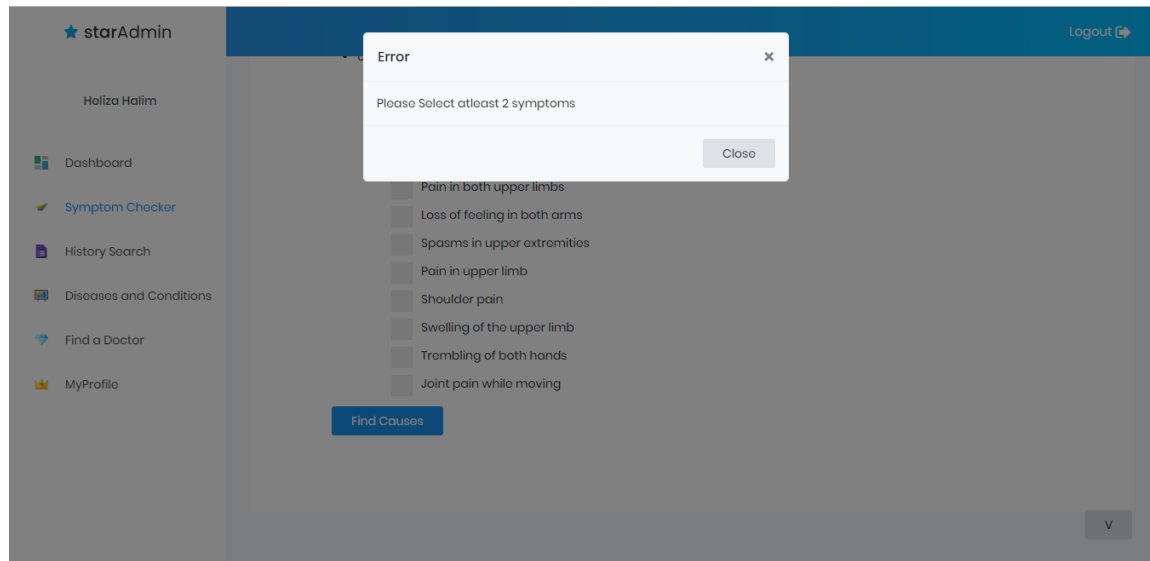 starAdmin
Logout
Error
Heliza Halim
Please Select atleast 2 symptoms
Close
Dashboard
Symptom Checker
History Search
Diseases and Conditions
Find a Doctor
MyProfile
Pain in both upper limbs
Loss of feeling in both arms
Spasms in upper extremities
Pain in upper limb
Shoulder pain
Swelling of the upper limb
Trembling of both hands
Joint pain while moving
Find Causes
V